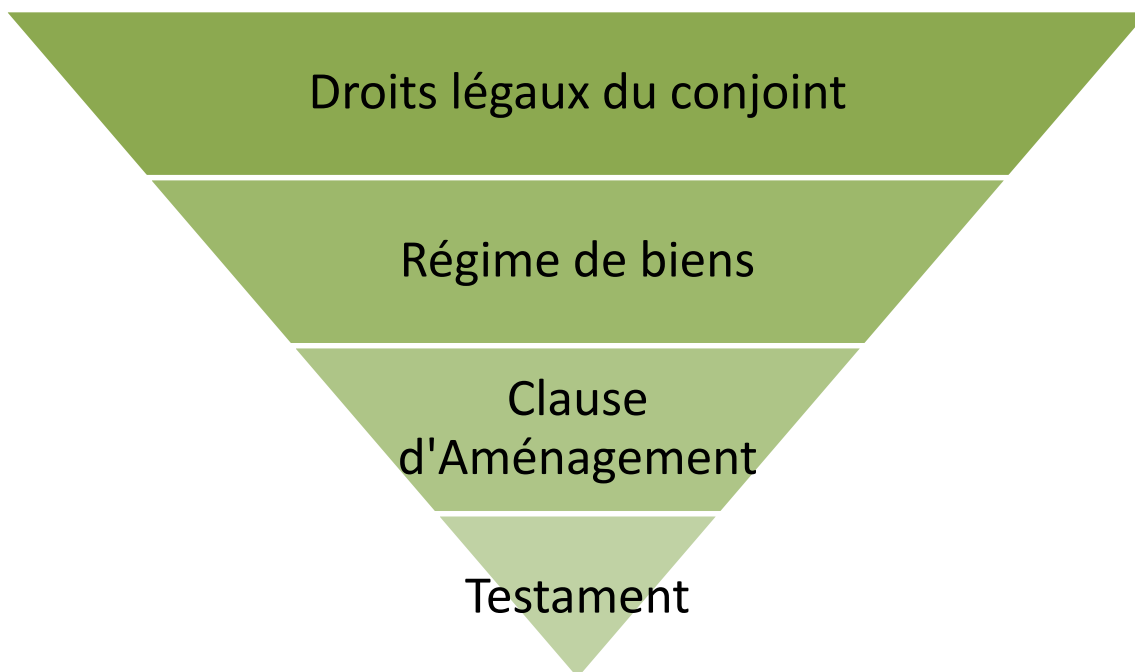 Droits légaux du conjoint
Régime de biens
Clause
d'Aménagement
Testament